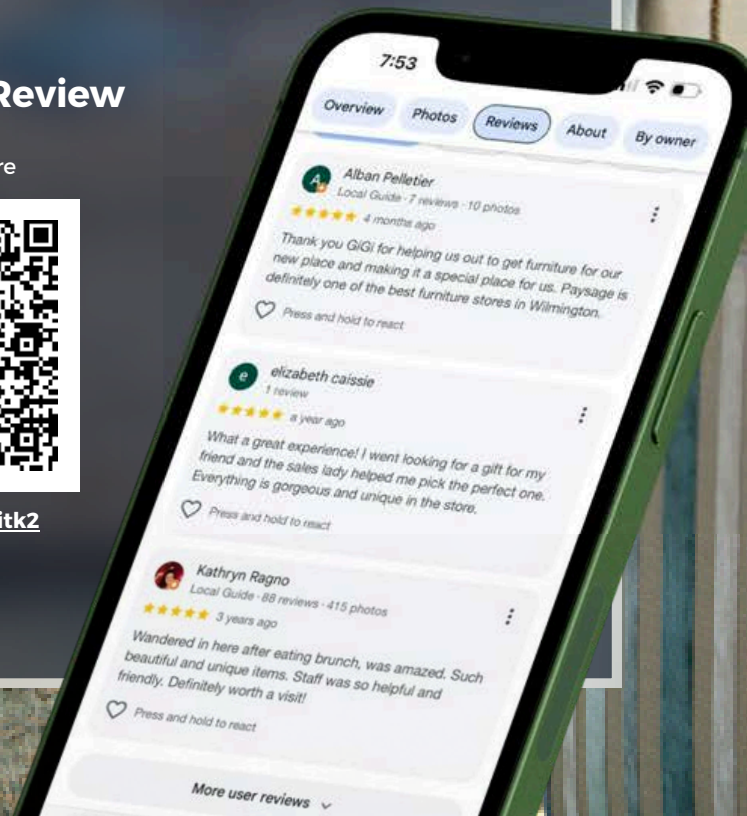 Review
re
itk2
7:53
Overview
Photos
Reviews
About
By owner
A
Alban Pelletier
Local Guide · 7 reviews · 10 photos
4 months ago
Thank you GiGi for helping us out to get furniture for our
new place and making it a special place for us. Paysage is
definitely one of the best furniture stores in Wilmington.
Press and hold to react
e
elizabeth caissie
1 review
a year ago
What a great experience! I went looking for a gift for my
friend and the sales lady helped me pick the perfect one.
Everything is gorgeous and unique in the store.
Press and hold to react
Kathryn Ragno
Local Guide · 88 reviews · 415 photos
3 years ago
Wandered in here after eating brunch, was amazed. Such
beautiful and unique items. Staff was so helpful and
friendly. Definitely worth a visit!
Press and hold to react
More user reviews